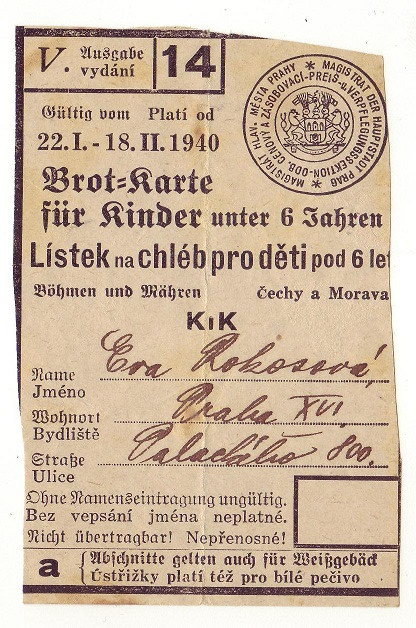 V. Ausgabe 14
vydání
MAGISTRAT DER HAUPTSTADT PRAG
PREIS-u.VERPFLEGUNGSSEKTION-ODB.
MAGISTRÁT HLAV. MĚSTA PRAHY
CENOVÝ A ZÁSOBOVACÍ-
Gültig vom Platí od
22.I.-18.II.1940
Brot=Karte
für Kinder unter 6 Jahren
Lístek na chléb pro děti pod 6 let
Böhmen und Mähren Čechy a Morava
KiK
Eva Rokosová
Name
Jméno
Praha XVI
Wohnort
Bydliště
Palackého 800.
Straße
Ulice
Ohne Namenseintragung ungültig.
Bez vepsání jména neplatné.
Nicht übertragbar! Nepřenosné!
a Abschnitte gelten auch für Weißgebäck
Ústřižky platí též pro bílé pečivo